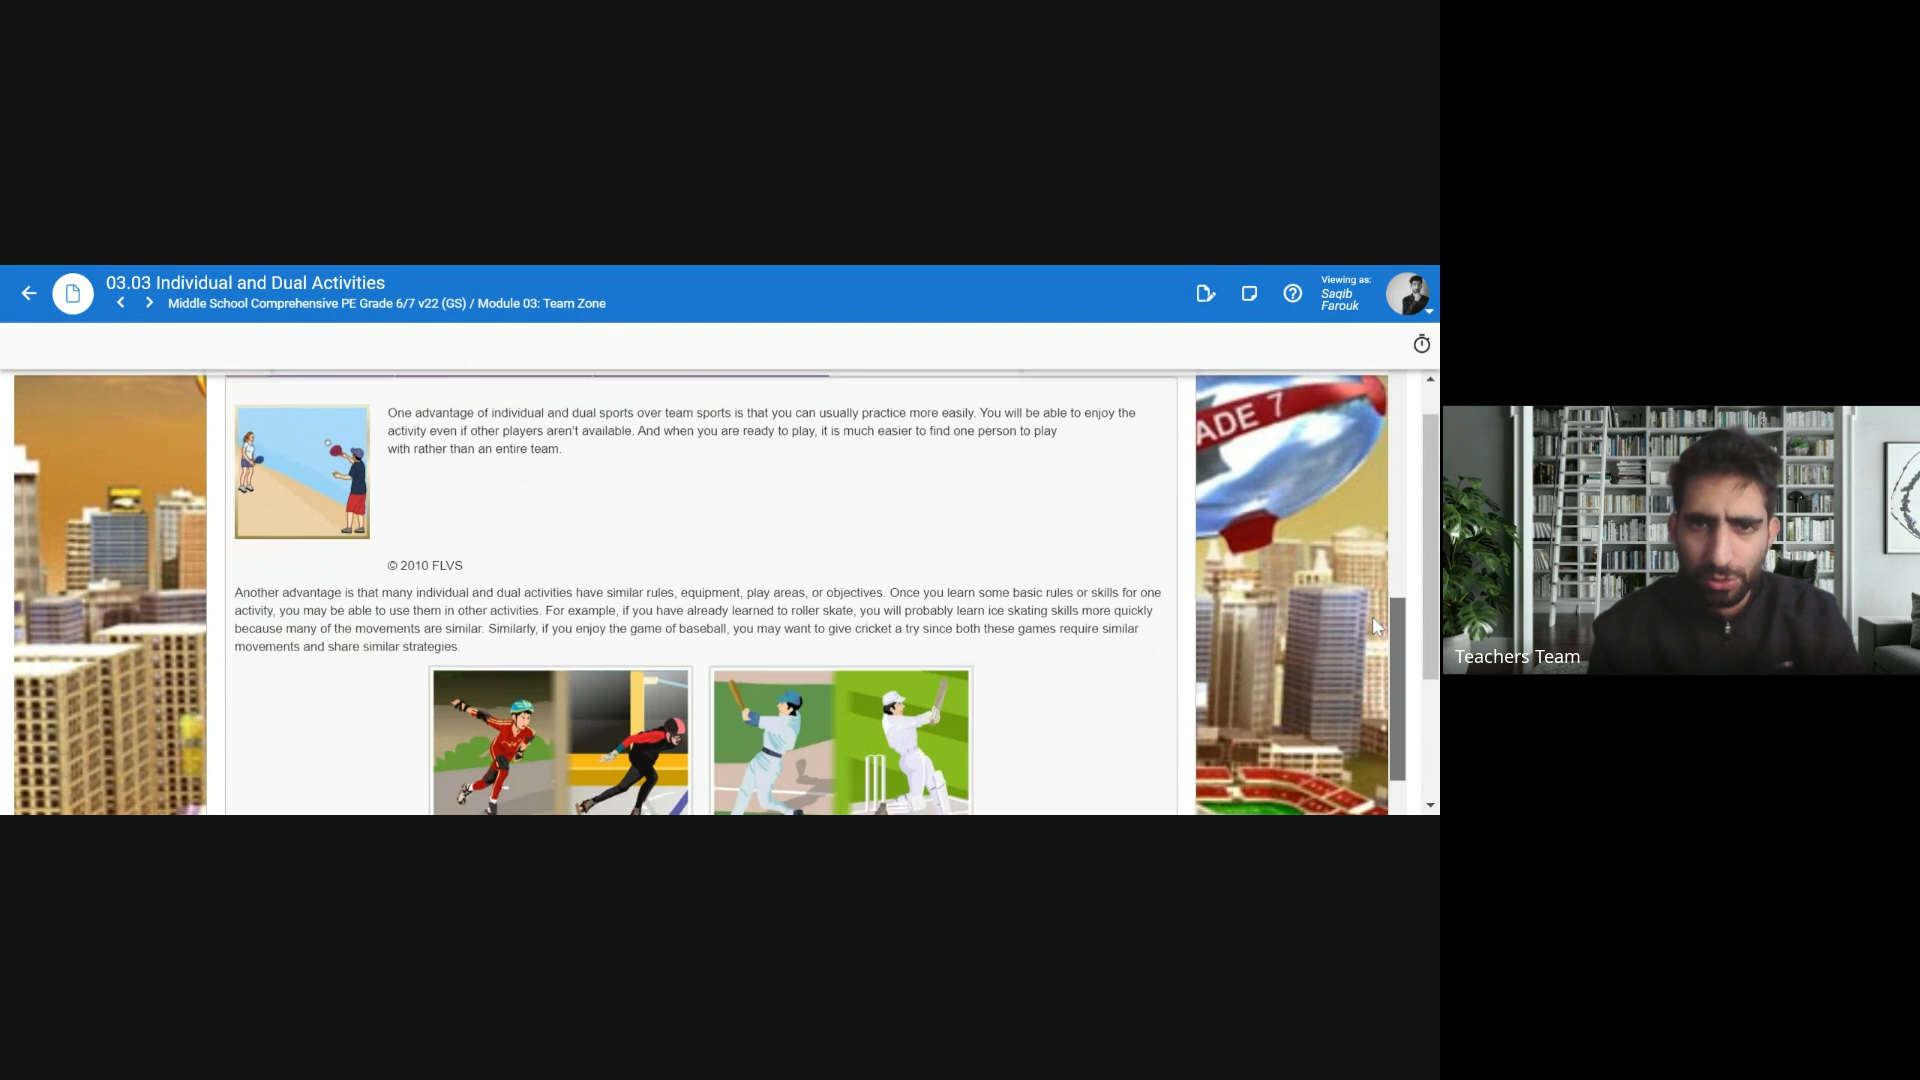 03.03 Individual and Dual Activities
Middle School Comprehensive PE Grade 6/7 v22 (GS) / Module 03: Team Zone
Viewing as:
Saqib
Farouk
ADE 7
One advantage of individual and dual sports over team sports is that you can usually practice more easily. You will be able to enjoy the
activity even if other players aren't available. And when you are ready to play, it is much easier to find one person to play
with rather than an entire team.
© 2010 FLVS
Another advantage is that many individual and dual activities have similar rules, equipment, play areas, or objectives. Once you learn some basic rules or skills for one
activity, you may be able to use them in other activities. For example, if you have already learned to roller skate, you will probably learn ice skating skills more quickly
because many of the movements are similar. Similarly, if you enjoy the game of baseball, you may want to give cricket a try since both these games require similar
movements and share similar strategies.
Teachers Team